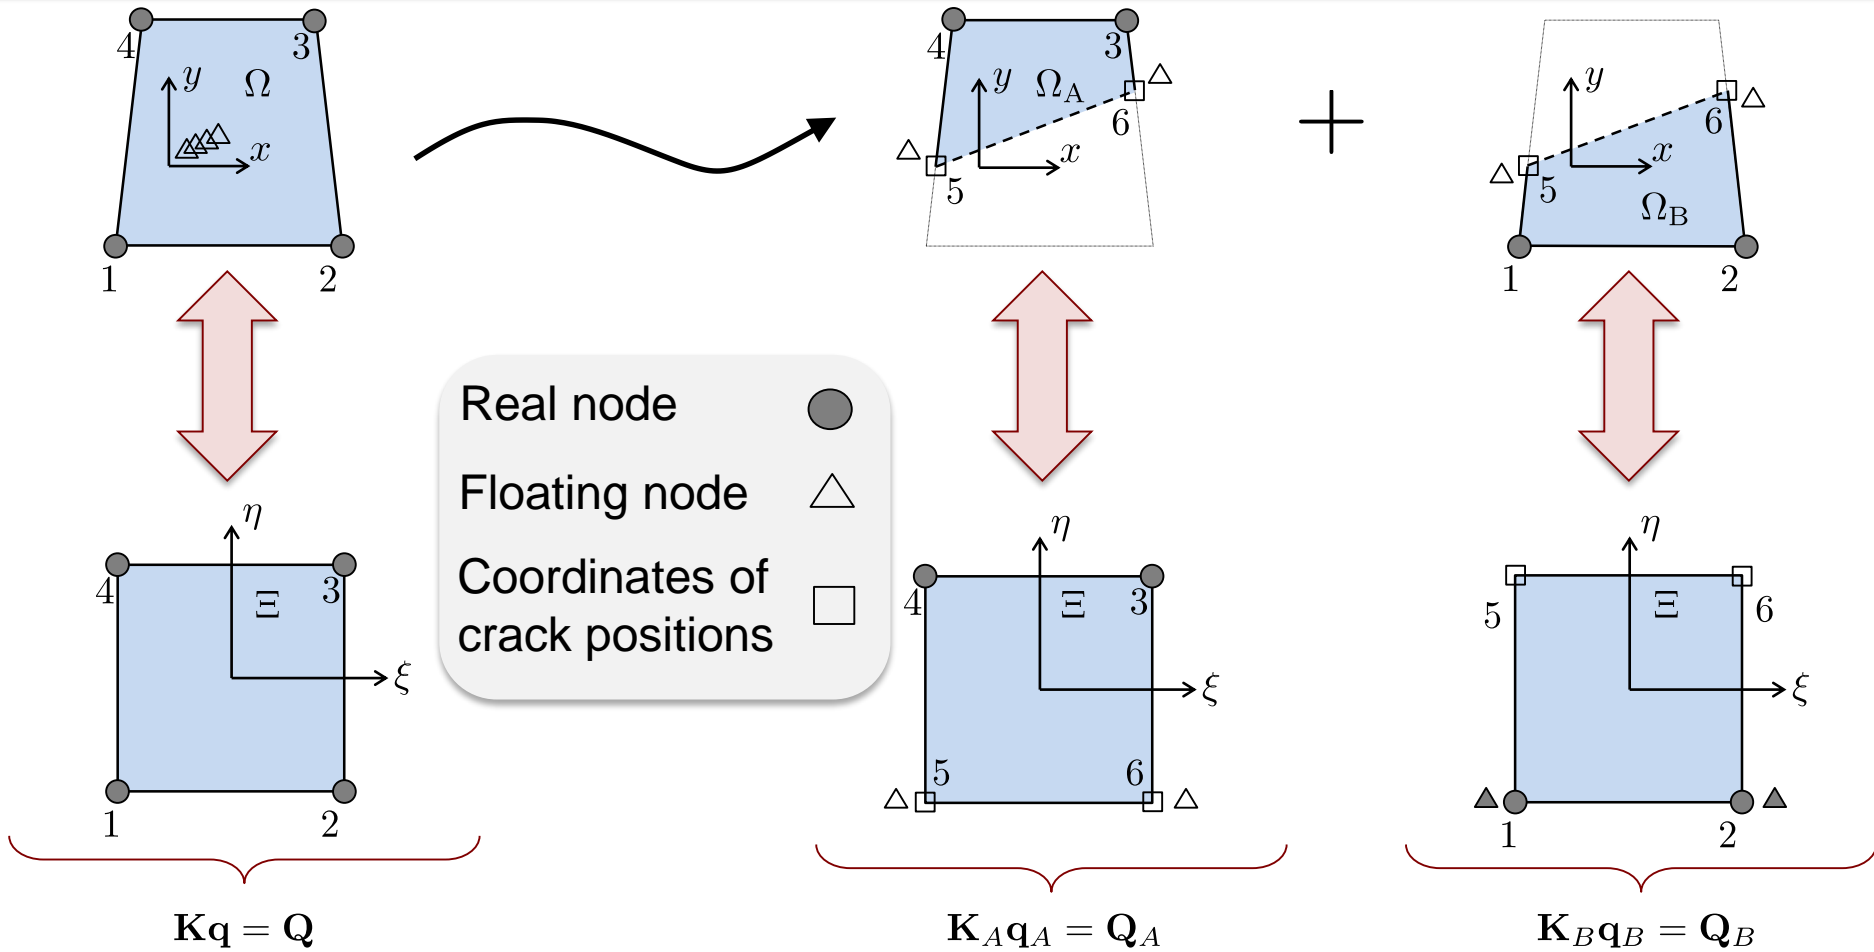 4
3
y
Ω
x
1
2
4
3
y
Ω_A
6
x
5
y
6
x
5
Ω_B
1
2
Real node
Floating node
Coordinates of
crack positions
η
4
3
Ξ
ξ
1
2
η
4
3
Ξ
ξ
5
6
η
5
6
Ξ
ξ
1
2
Kq = Q
K_A q_A = Q_A
K_B q_B = Q_B